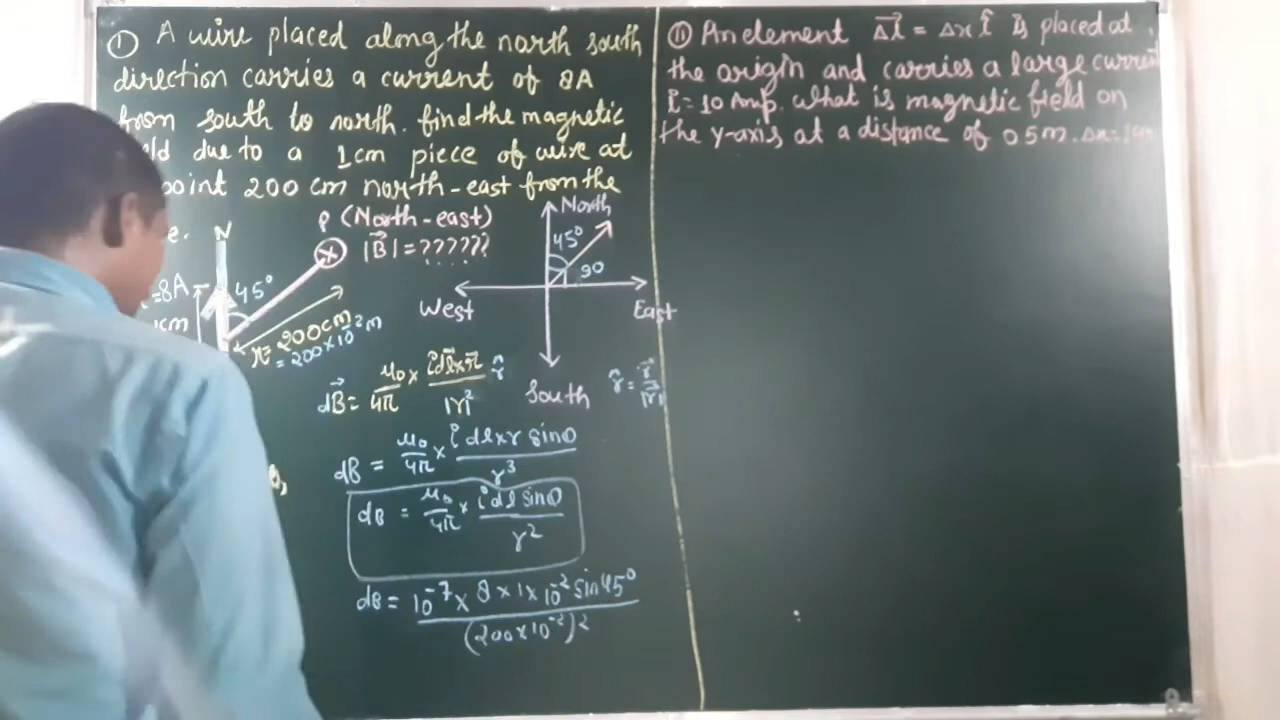 ① A wire placed along the north south
direction carries a current of 8A
from south to north. find the magnetic
due to a 1cm piece of wire at
point 200 cm north-east from the
N
P (North-east)
|B⃗| = ??????
45°
=8A
1cm
r = 200cm
= 200×10⁻² m
North
45°
90
West
East
South
dB⃗ = μ₀/4π × i dl⃗×r⃗ / |r|² r̂
r̂ = r⃗/|r⃗|
dB = μ₀/4π × i dl×r sinθ / r³
dB = μ₀/4π × i dl sinθ / r²
dB = 10⁻⁷ × 8 × 1 × 10⁻² sin45° / (200×10⁻²)²
② An element Δl⃗ = Δx î is placed at
the origin and carries a large current
i = 10 Amp. What is magnetic field on
the y-axis at a distance of 0.5m. Δx = 1cm